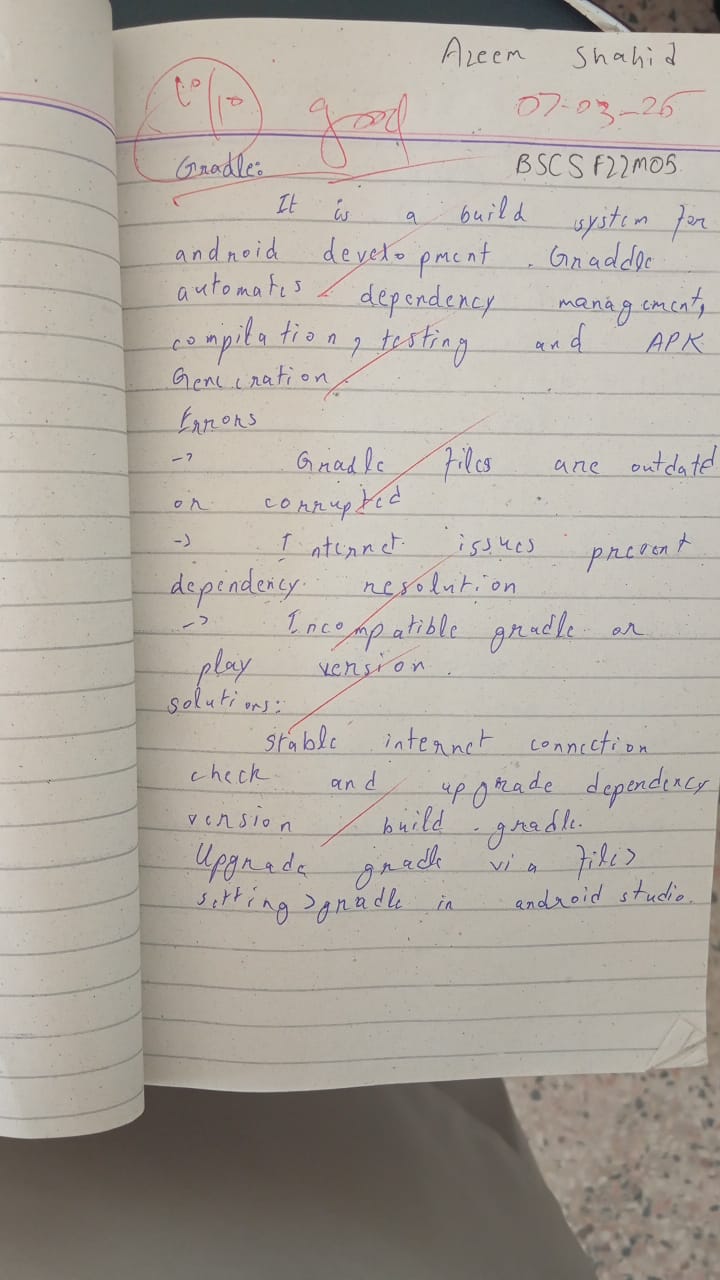 Azeem Shahid
10/10 good 07-03-25
Gradle: BSCSF22M05
It is a build system for
android development. Graddle
automates dependency management,
compilation, testing and APK
Generation
Errors
→ Gradle files are outdated
or corrupted
→ Internet issues prevent
dependency resolution
→ Incompatible gradle or
play version.
solutions:
stable internet connection
check and upgrade dependency
version build.gradle.
Upgrade gradle via file>
setting>gradle in android studio.